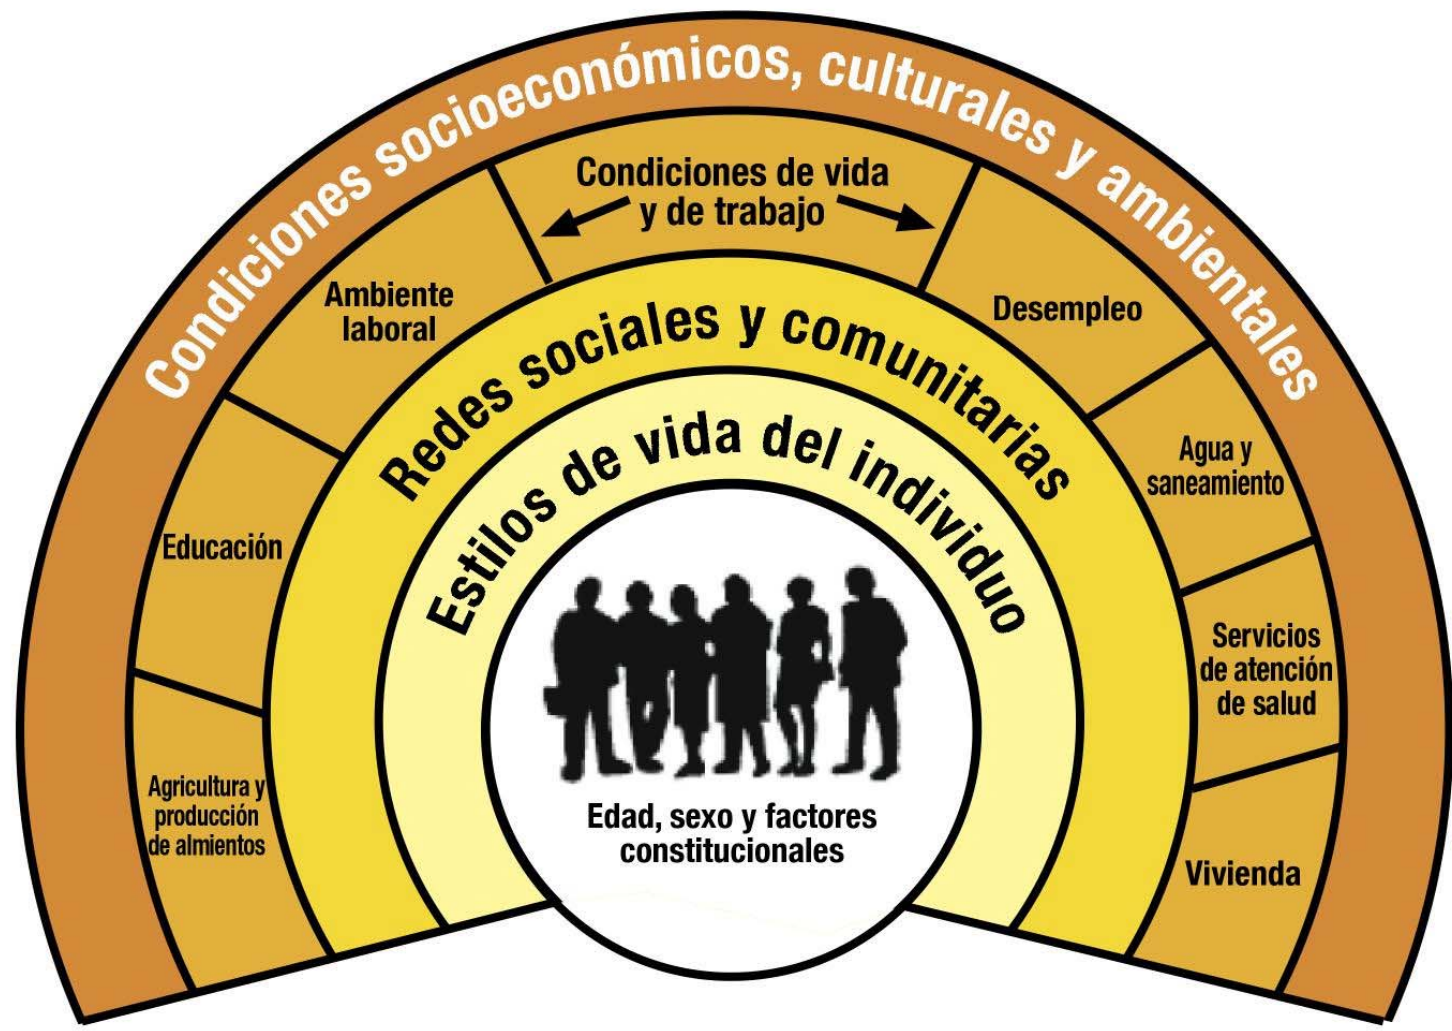 Condiciones socioeconómicos, culturales y ambientales
Condiciones de vida
y de trabajo
Ambiente
laboral
Desempleo
Redes sociales y comunitarias
Estilos de vida del individuo
Agua y
saneamiento
Educación
Servicios
de atención
de salud
Agricultura y
producción
de almientos
Edad, sexo y factores
constitucionales
Vivienda